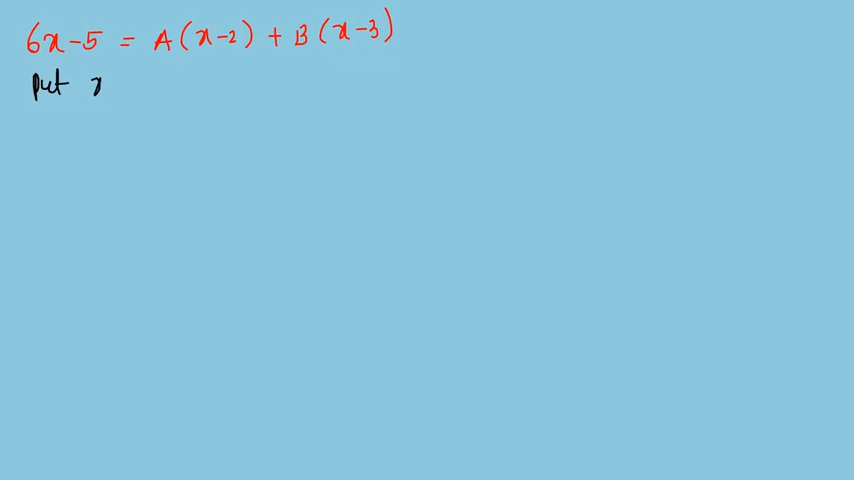 6x-5 = A(x-2) + B(x-3)
put x